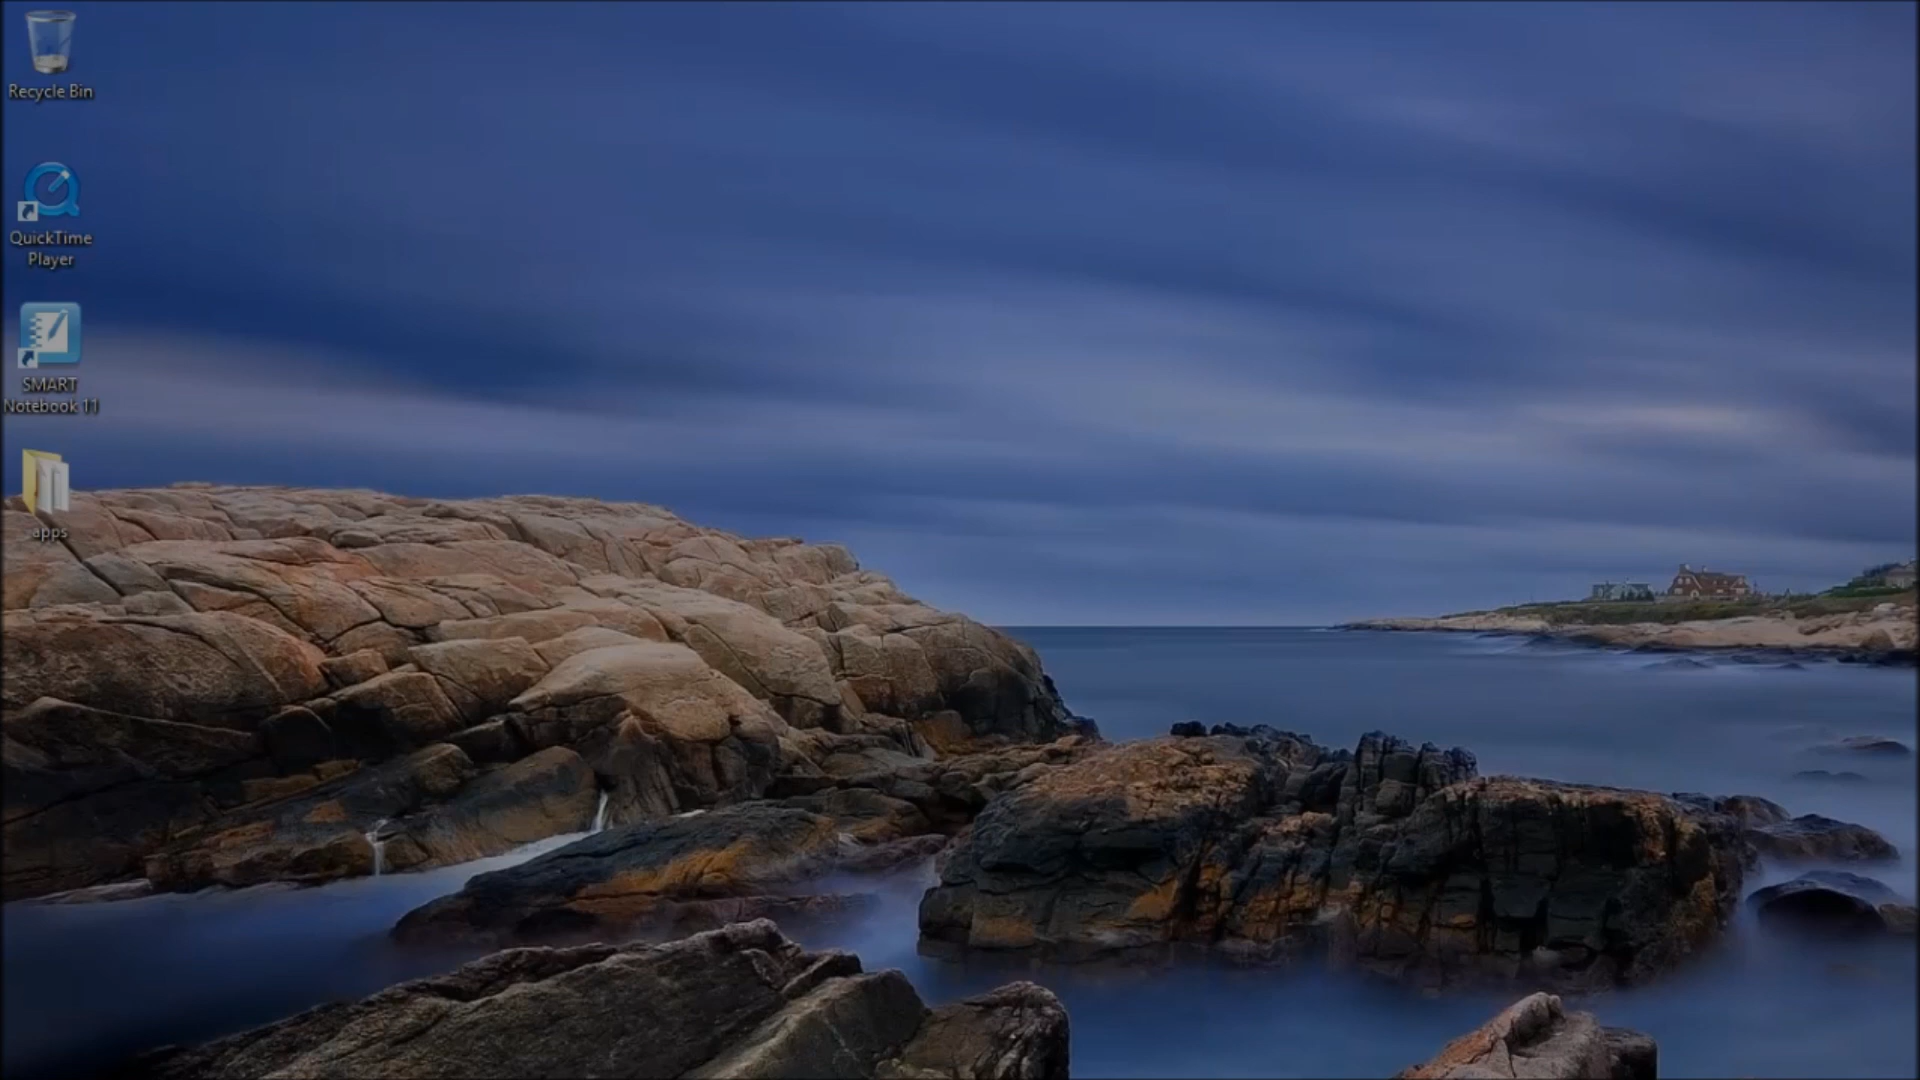 Recycle Bin
QuickTime
Player
SMART
Notebook 11
apps